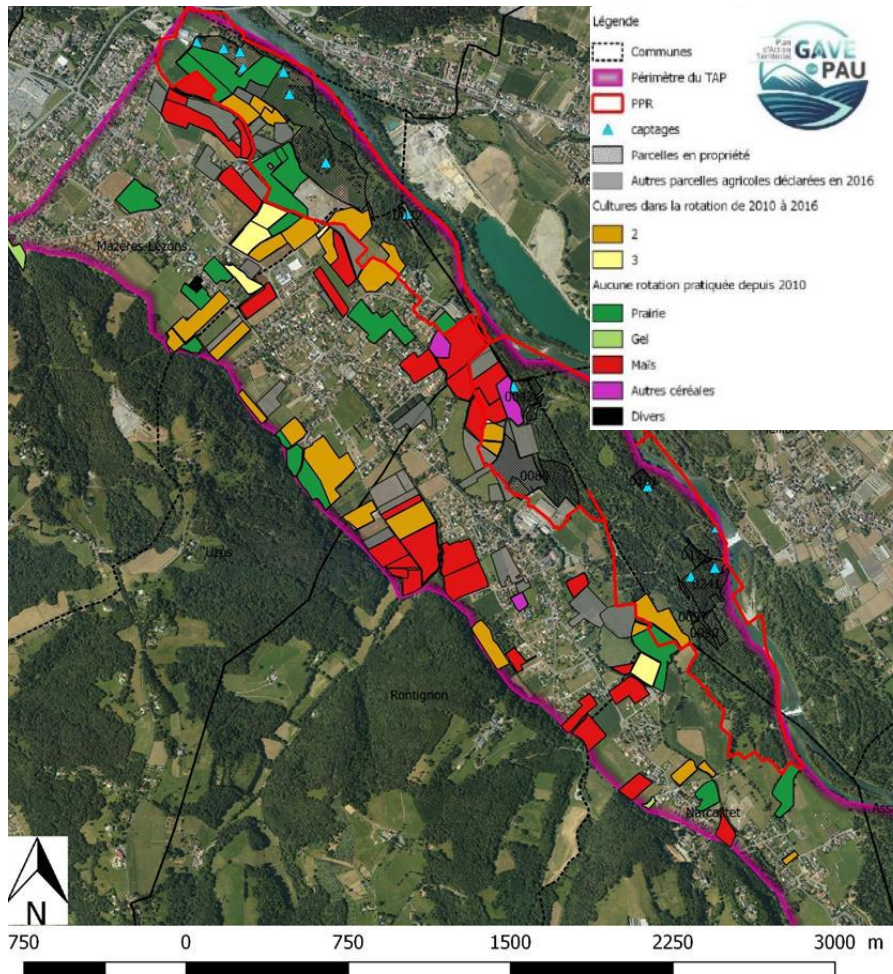 Légende
Communes
Périmètre du TAP
PPR
captages
Parcelles en propriété
Autres parcelles agricoles déclarées en 2016
Cultures dans la rotation de 2010 à 2016
2
3
Aucune rotation pratiquée depuis 2010
Prairie
Gel
Maïs
Autres céréales
Divers
Plan
d'Action
Territorial
GAVE
DE
PAU
Mazères-Lezons
Uzos
Rontignon
Narcastet
Ass
N
750 0 750 1500 2250 3000 m